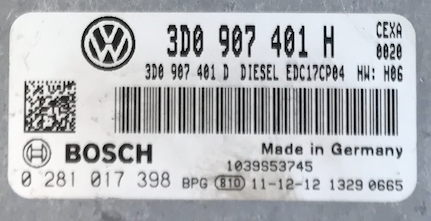 3D0 907 401 H CEXA
0020
3D0 907 401 D DIESEL EDC17CP04 HW: H06
BOSCH Made in Germany
1039S53745
0 281 017 398 BPG 810 11-12-12 1329 0665